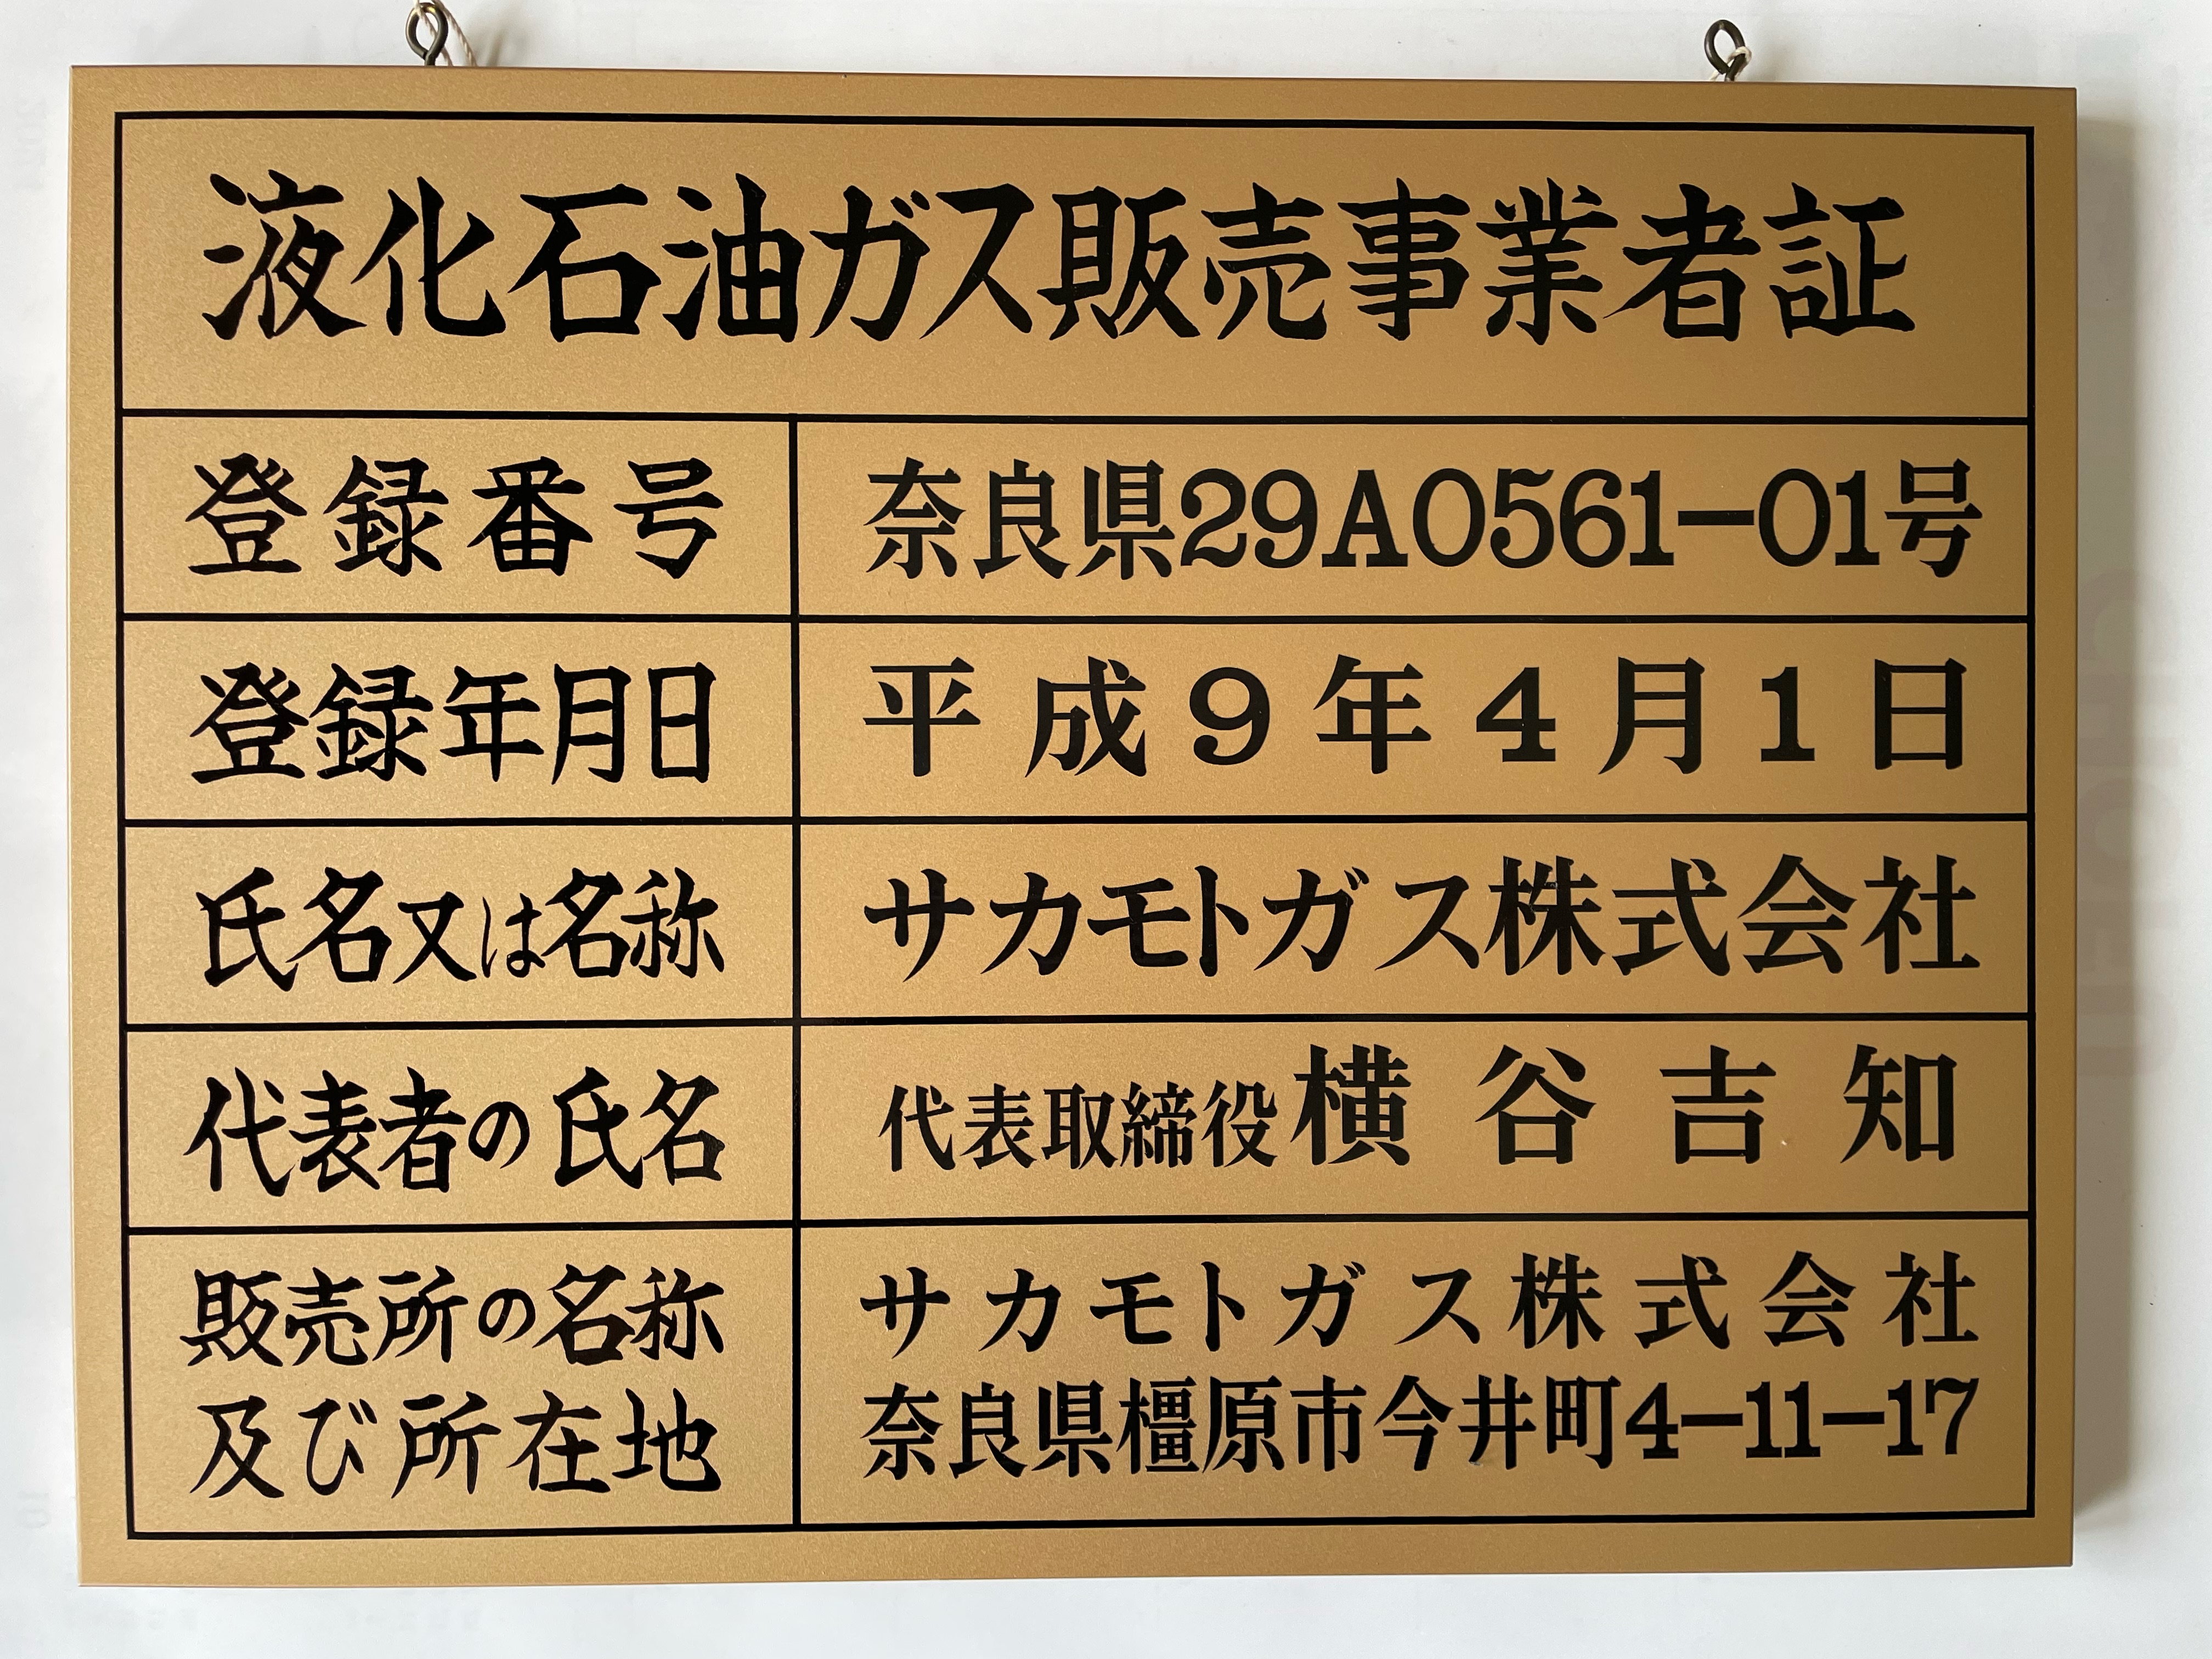 液化石油ガス販売事業者証
登録番号 奈良県29A0561-01号
登録年月日 平成9年4月1日
氏名又は名称 サカモトガス株式会社
代表者の氏名 代表取締役 横谷吉知
販売所の名称 サカモトガス株式会社
及び所在地 奈良県橿原市今井町4-11-17